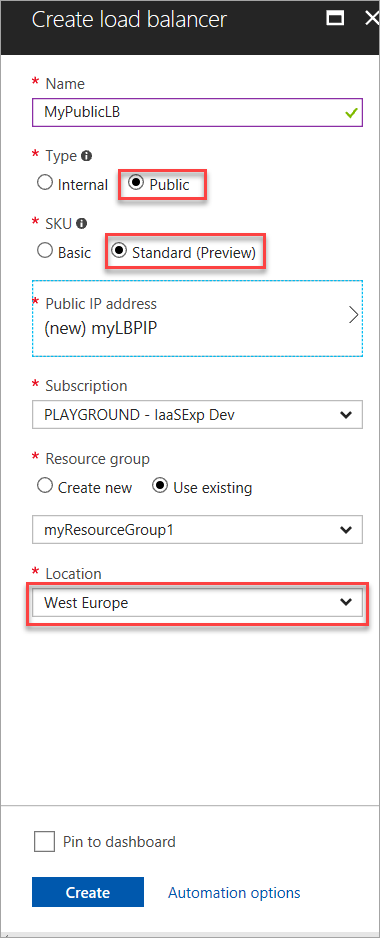 Create load balancer
* Name
MyPublicLB
* Type
Internal Public
* SKU
Basic Standard (Preview)
* Public IP address
(new) myLBPIP
* Subscription
PLAYGROUND - IaaSExp Dev
* Resource group
Create new Use existing
myResourceGroup1
* Location
West Europe
Pin to dashboard
Create Automation options